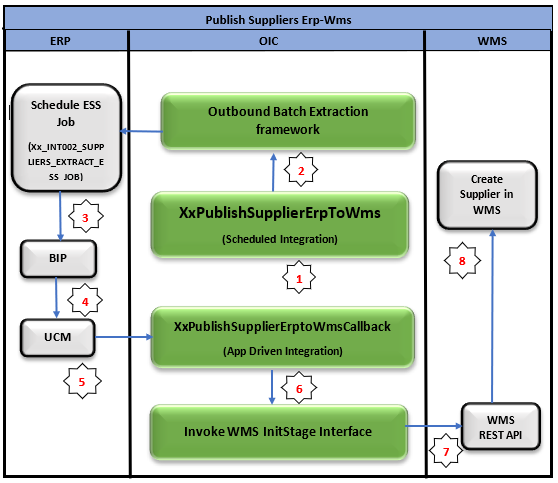 Publish Suppliers Erp-Wms
ERP
OIC
WMS
Schedule ESS
Job
(Xx_INT002_SUPP
LIERS_EXTRACT_E
SS JOB)
Outbound Batch Extraction
framework
2
XxPublishSupplierErpToWms
(Scheduled Integration)
1
Create
Supplier in
WMS
3
BIP
8
4
UCM
5
XxPublishSupplierErptoWmsCallback
(App Driven Integration)
6
Invoke WMS InitStage Interface
7
WMS
REST API